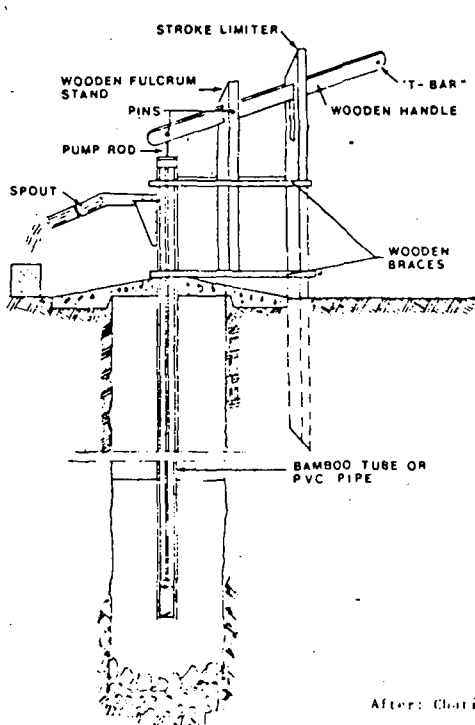 STROKE LIMITER
WOODEN FULCRUM
STAND
"T-BAR"
PINS
WOODEN HANDLE
PUMP ROD
SPOUT
WOODEN
BRACES
BAMBOO TUBE OR
PVC PIPE
After: